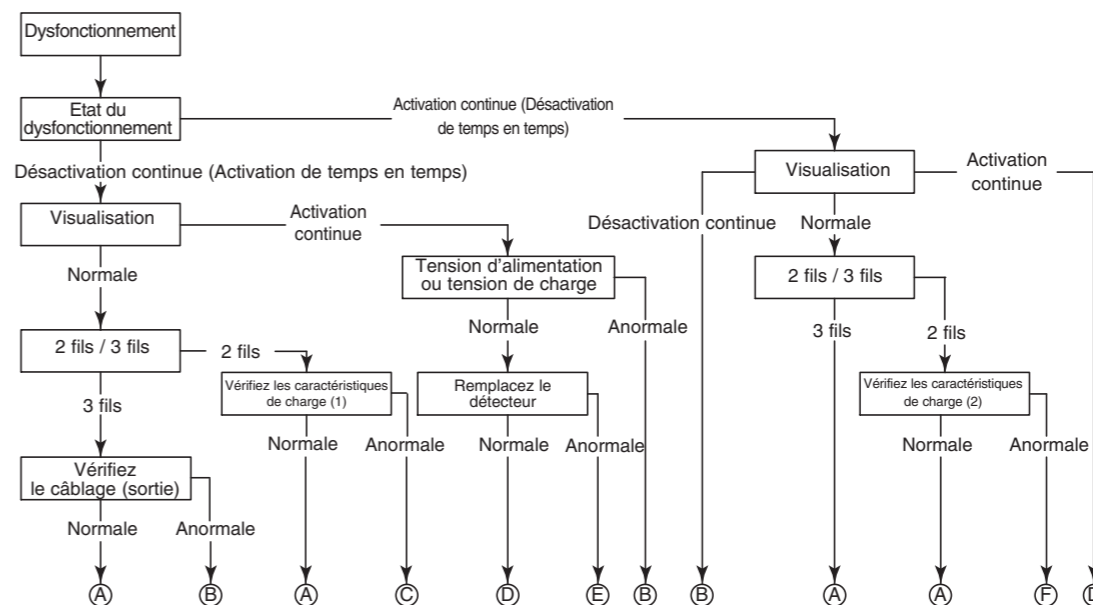 Dysfonctionnement
Etat du
dysfonctionnement
Activation continue (Désactivation
de temps en temps)
Désactivation continue (Activation de temps en temps)
Visualisation
Activation
continue
Visualisation
Activation
continue
Désactivation continue
Normale
Normale
Tension d'alimentation
ou tension de charge
2 fils / 3 fils
Normale
Anormale
3 fils
2 fils
2 fils / 3 fils
2 fils
Vérifiez les caractéristiques
de charge (1)
Remplacez le
détecteur
Vérifiez les caractéristiques
de charge (2)
3 fils
Normale
Anormale
Normale
Anormale
Normale
Anormale
Vérifiez
le câblage (sortie)
Normale
Anormale
A
B
A
C
D
E
B
B
A
A
F